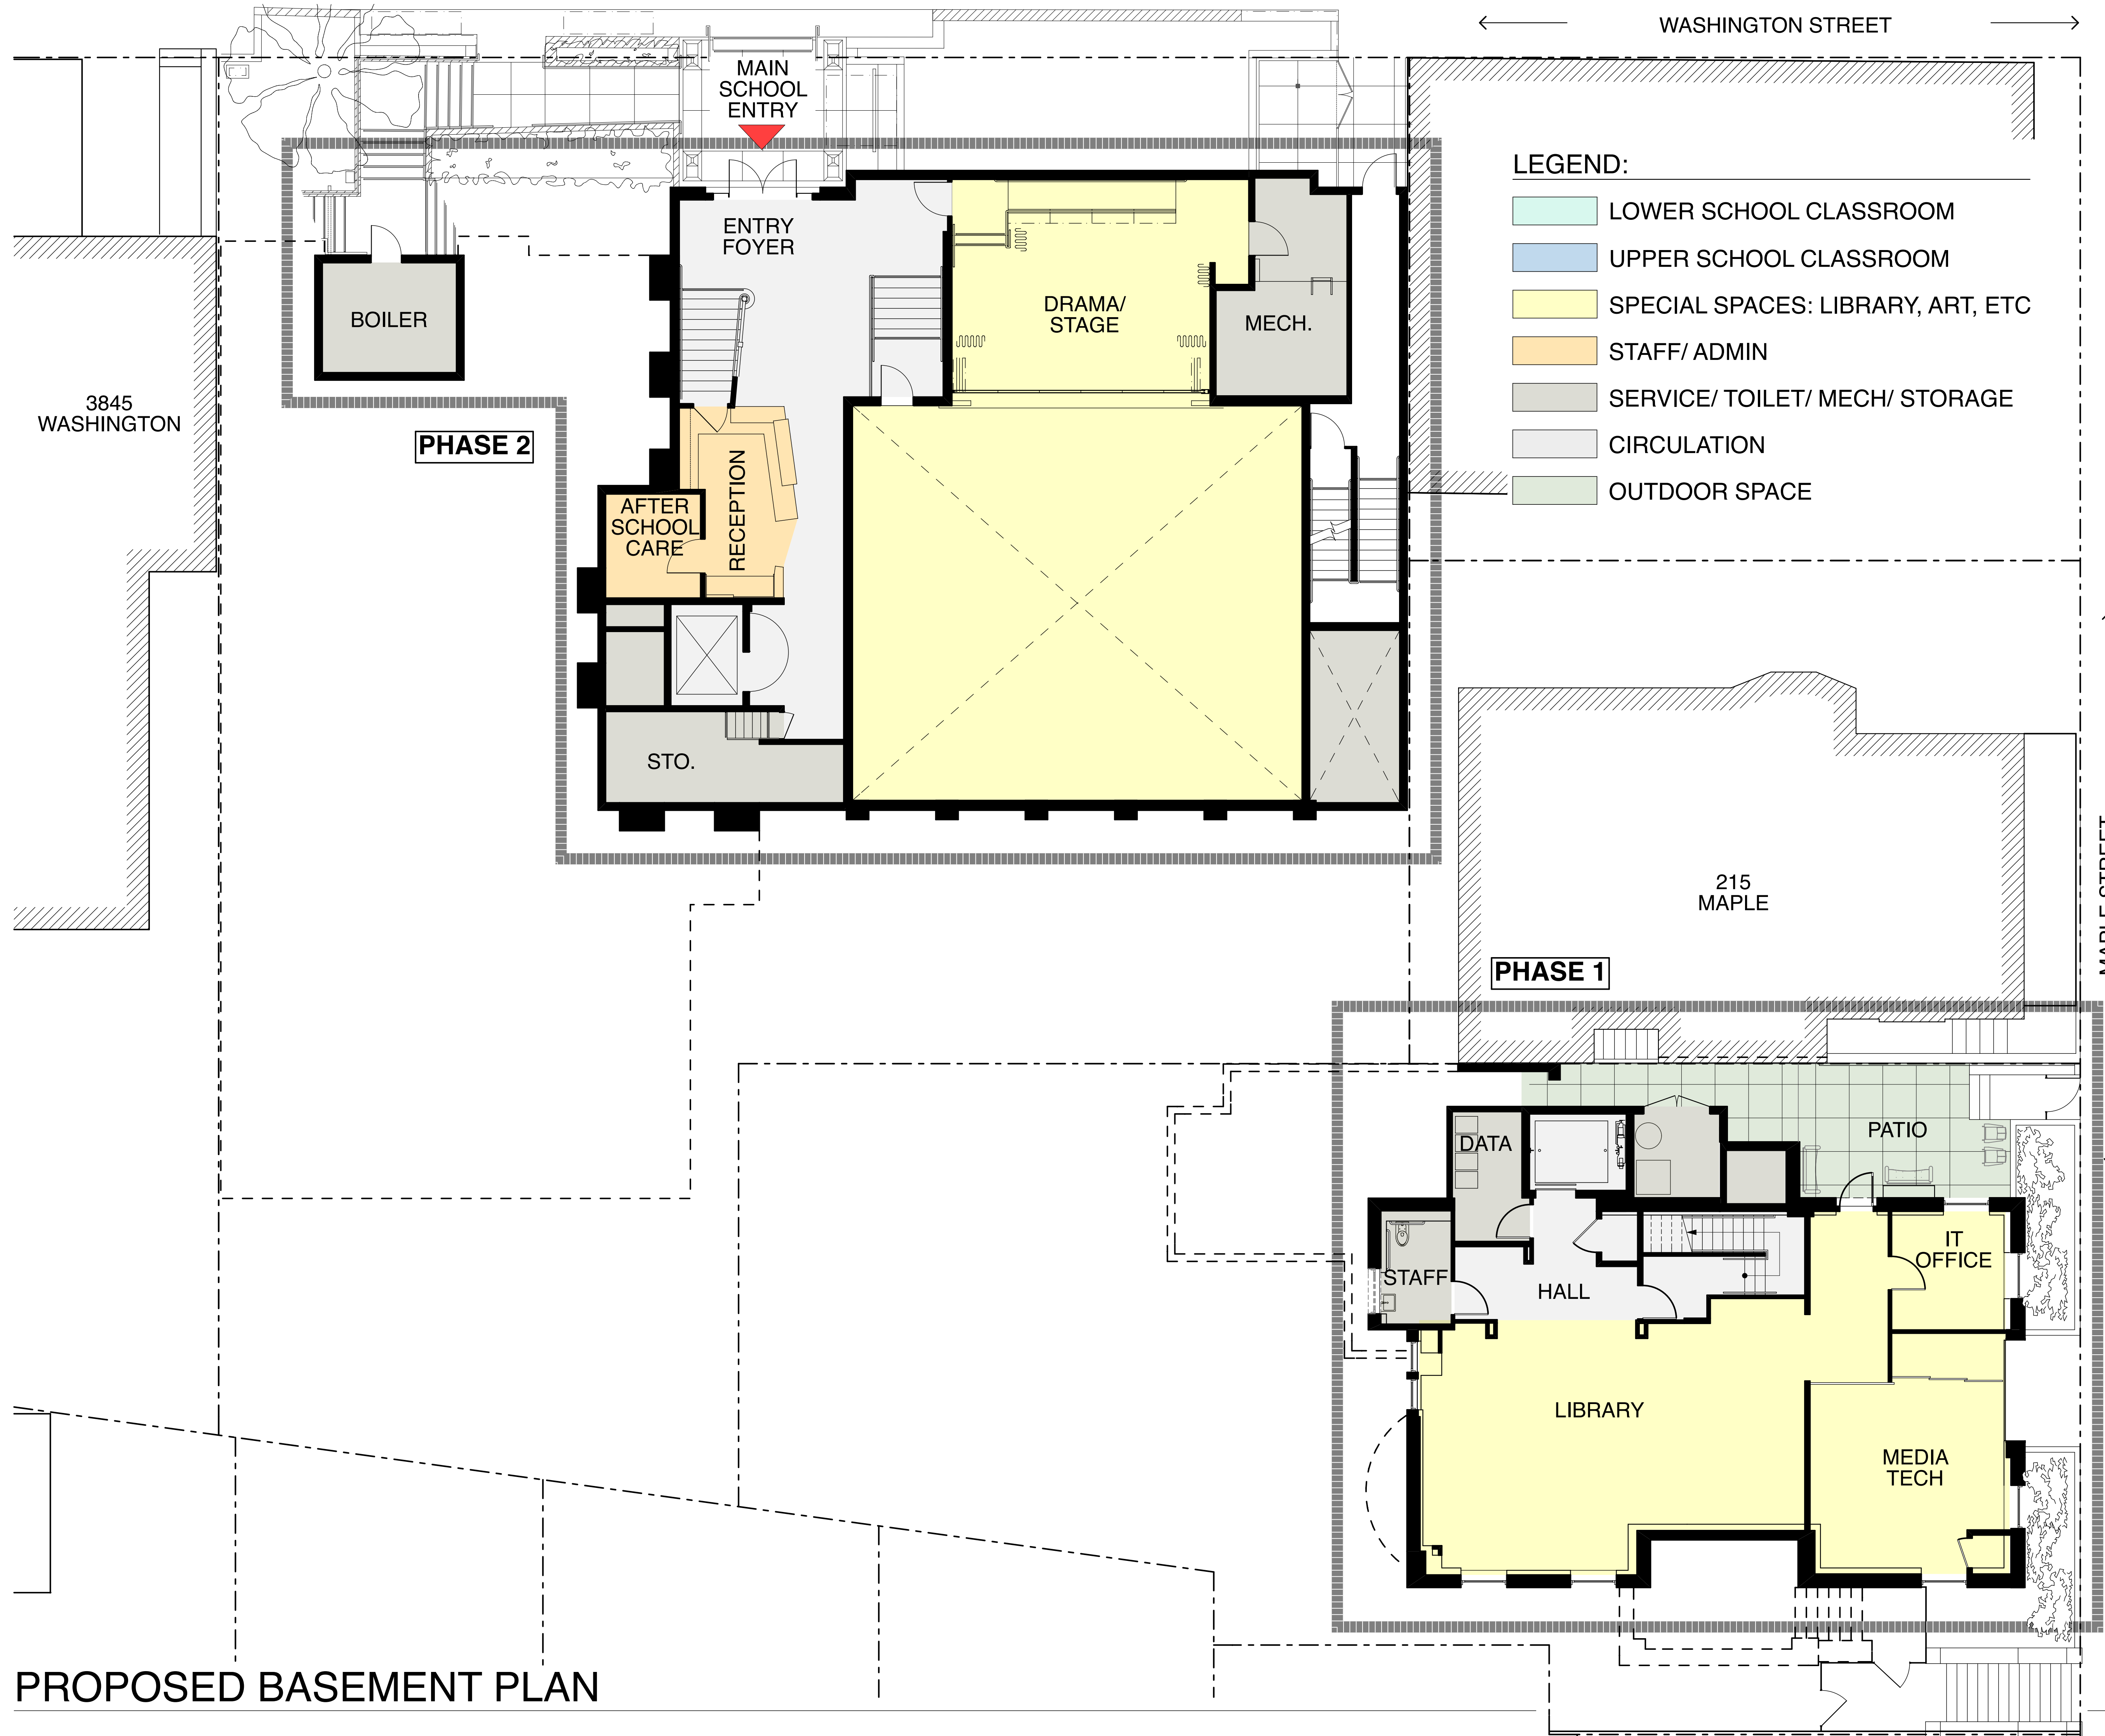 WASHINGTON STREET
MAIN
SCHOOL
ENTRY
LEGEND:
LOWER SCHOOL CLASSROOM
UPPER SCHOOL CLASSROOM
SPECIAL SPACES: LIBRARY, ART, ETC
STAFF/ ADMIN
SERVICE/ TOILET/ MECH/ STORAGE
CIRCULATION
OUTDOOR SPACE
ENTRY
FOYER
BOILER
DRAMA/
STAGE
MECH.
3845
WASHINGTON
PHASE 2
RECEPTION
AFTER
SCHOOL
CARE
STO.
215
MAPLE
MAPLE STREET
PHASE 1
DATA
PATIO
IT
OFFICE
STAFF
HALL
LIBRARY
MEDIA
TECH
PROPOSED BASEMENT PLAN